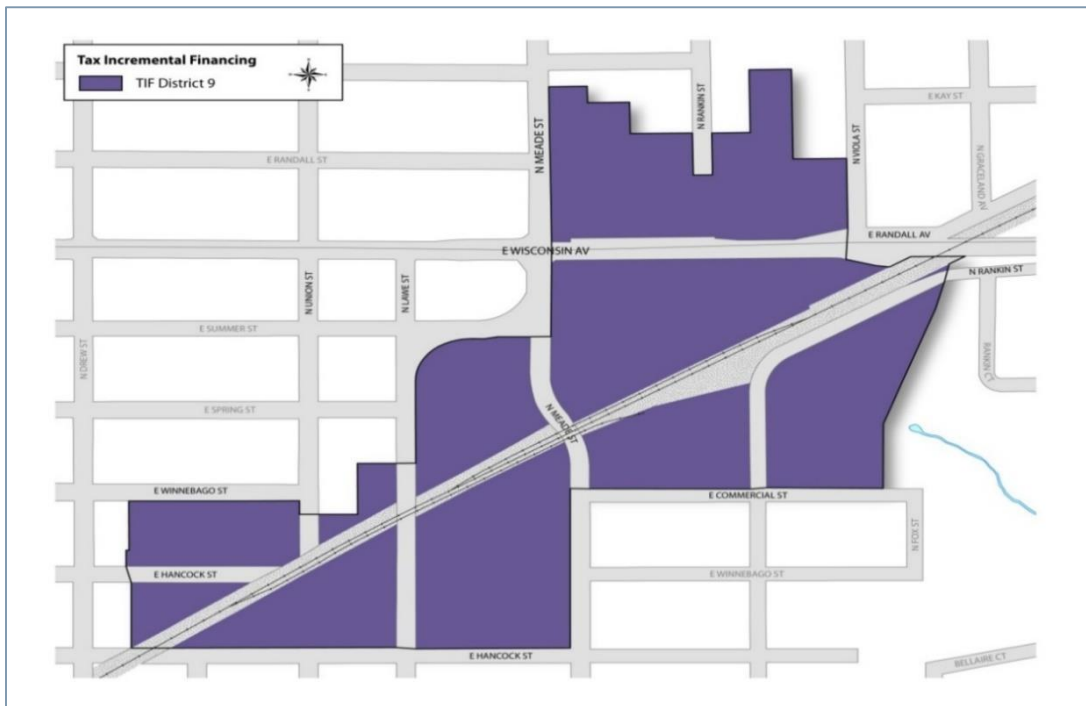 Tax Incremental Financing
TIF District 9
N MEADE ST
N RANKIN ST
N VIOLA ST
E KAY ST
N GRACELAND AV
E RANDALL ST
E RANDALL AV
E WISCONSIN AV
N RANKIN ST
N UNION ST
N LAWE ST
E SUMMER ST
N DREW ST
RANKIN CT
E SPRING ST
N MEADE ST
E WINNEBAGO ST
E COMMERCIAL ST
N FOX ST
E HANCOCK ST
E WINNEBAGO ST
E HANCOCK ST
BELLAIRE CT